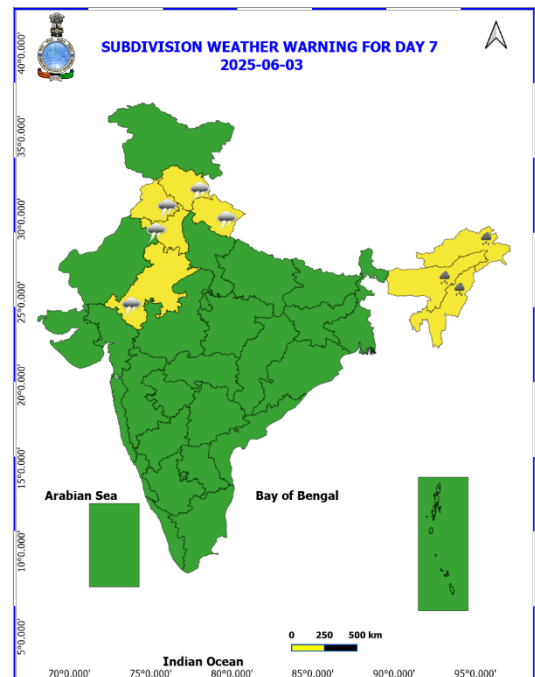 SUBDIVISION WEATHER WARNING FOR DAY 7
2025-06-03
40°0.000'
35°0.000'
30°0.000'
25°0.000'
20°0.000'
15°0.000'
10°0.000'
5°0.000'
Arabian Sea
Bay of Bengal
0 250 500 km
Indian Ocean
70°0.000' 75°0.000' 80°0.000' 85°0.000' 90°0.000' 95°0.000'